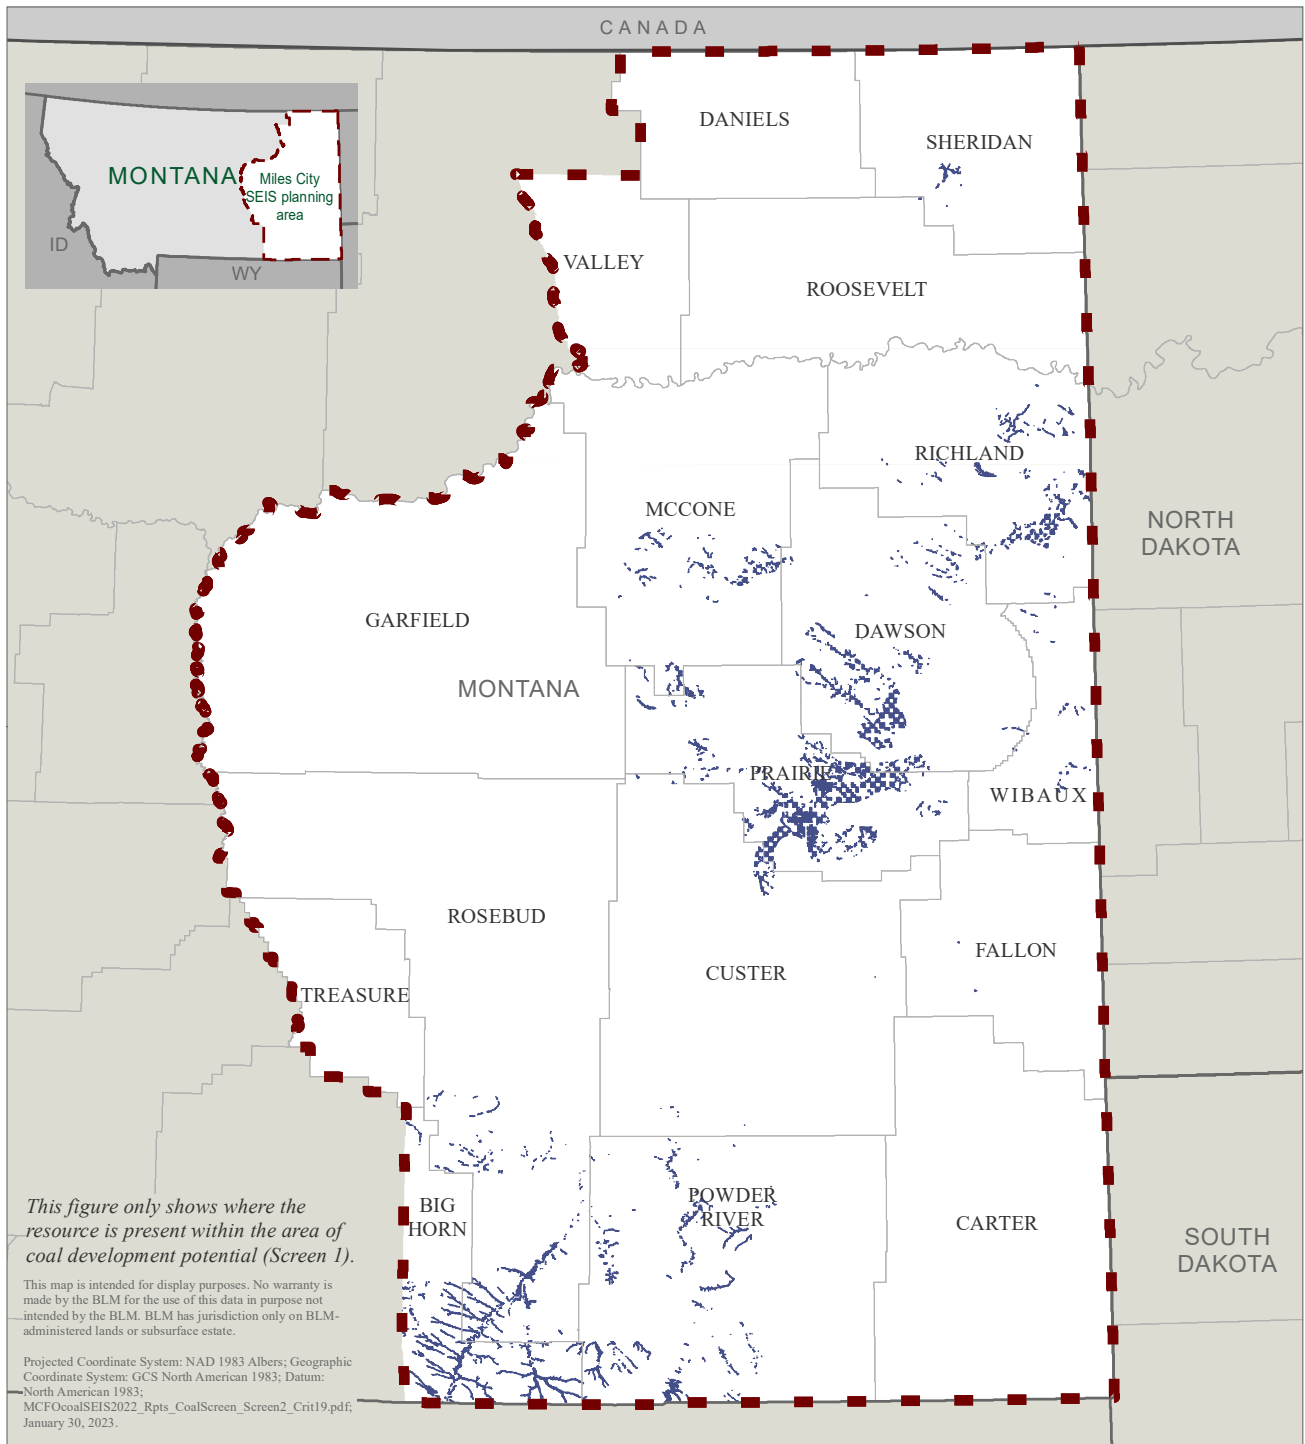 CANADA
DANIELS
SHERIDAN
MONTANA
Miles City
SEIS planning
area
ID
WY
VALLEY
ROOSEVELT
RICHLAND
MCCONE
NORTH
DAKOTA
GARFIELD
DAWSON
MONTANA
PRAIRIE
WIBAUX
ROSEBUD
FALLON
CUSTER
TREASURE
BIG
HORN
POWDER
RIVER
CARTER
SOUTH
DAKOTA
This figure only shows where the
resource is present within the area of
coal development potential (Screen 1).
This map is intended for display purposes. No warranty is
made by the BLM for the use of this data in purpose not
intended by the BLM. BLM has jurisdiction only on BLM-
administered lands or subsurface estate.
Projected Coordinate System: NAD 1983 Albers; Geographic
Coordinate System: GCS North American 1983; Datum:
North American 1983;
MCFOcoalSEIS2022_Rpts_CoalScreen_Screen2_Crit19.pdf;
January 30, 2023.